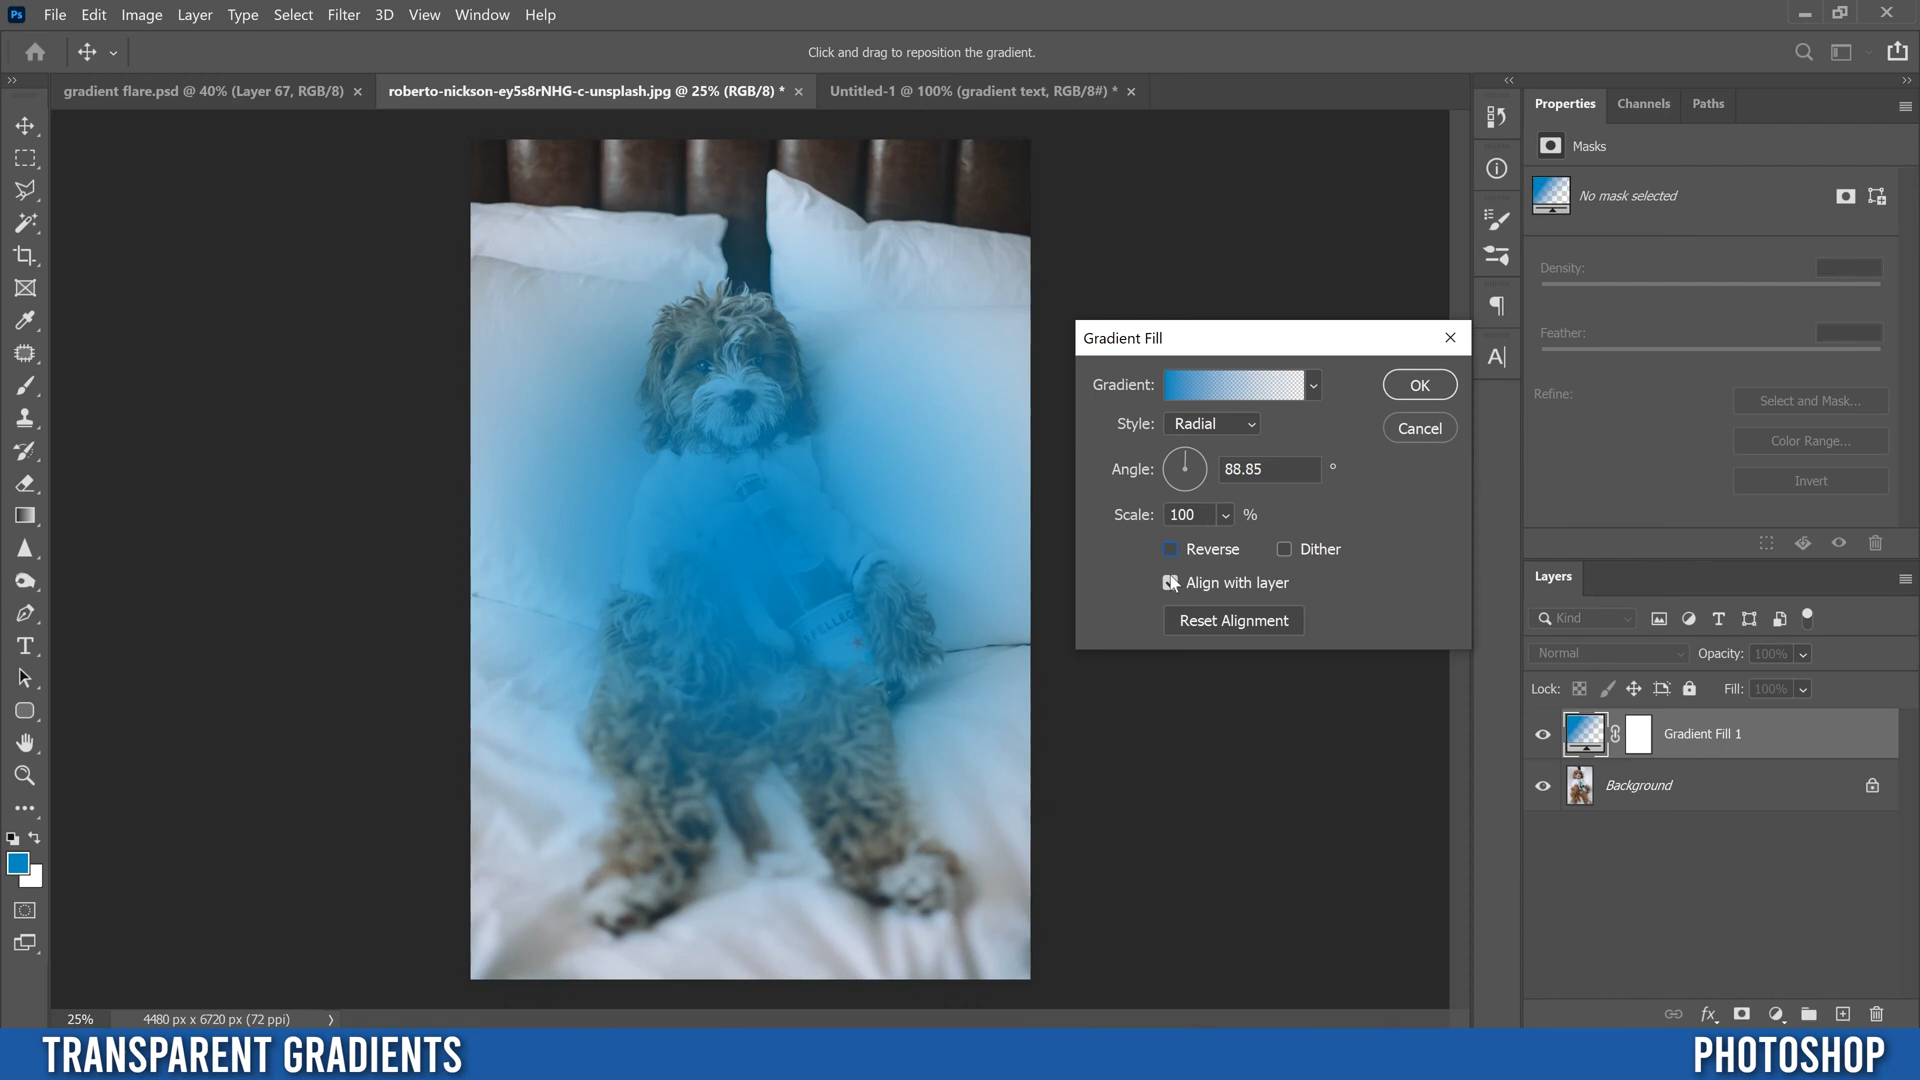 Ps File Edit Image Layer Type Select Filter 3D View Window Help
Click and drag to reposition the gradient.
gradient flare.psd @ 40% (Layer 67, RGB/8) × roberto-nickson-ey5s8rNHG-c-unsplash.jpg @ 25% (RGB/8) * × Untitled-1 @ 100% (gradient text, RGB/8#) * ×
Properties Channels Paths
Masks
No mask selected
Density:
Feather:
Refine:
Select and Mask...
Color Range...
Invert
Gradient Fill
Gradient: OK
Style: Radial Cancel
Angle: 88.85 °
Scale: 100 %
Reverse Dither
Align with layer
Reset Alignment
Layers
Kind
Normal Opacity: 100%
Lock: Fill: 100%
Gradient Fill 1
Background
25% 4480 px x 6720 px (72 ppi)
TRANSPARENT GRADIENTS PHOTOSHOP